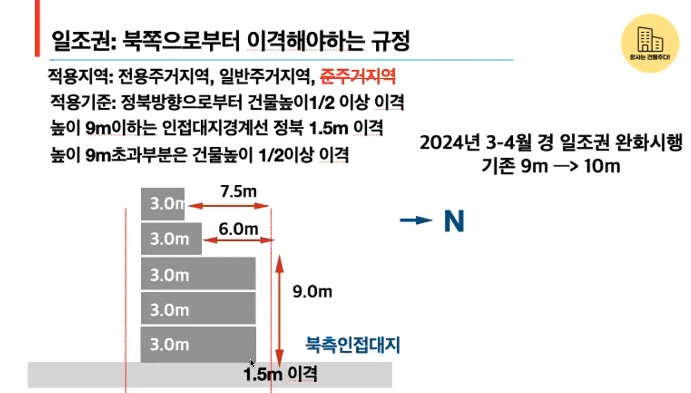 일조권: 북쪽으로부터 이격해야하는 규정
적용지역: 전용주거지역, 일반주거지역, 준주거지역
적용기준: 정북방향으로부터 건물높이1/2 이상 이격
높이 9m이하는 인접대지경계선 정북 1.5m 이격
높이 9m초과부분은 건물높이 1/2이상 이격
2024년 3-4월 경 일조권 완화시행
기존 9m —> 10m
3.0m
7.5m
3.0m
6.0m
N
3.0m
3.0m
9.0m
3.0m
북측인접대지
1.5m 이격